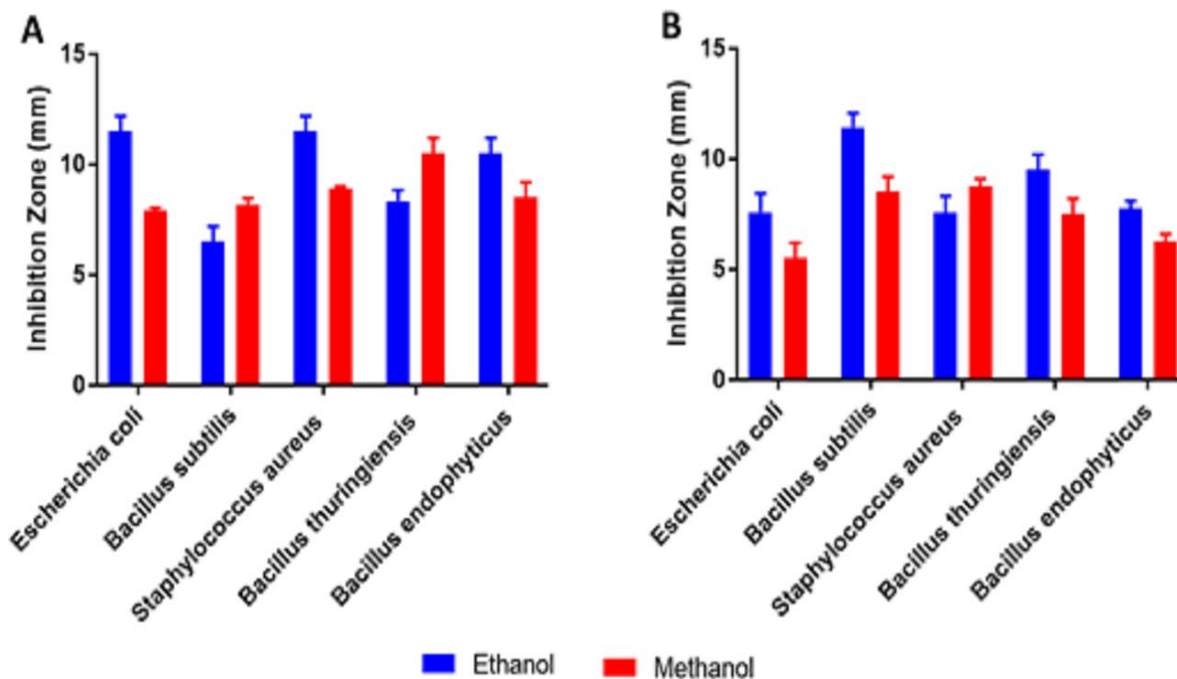 A
Inhibition Zone (mm)
15
10
5
0
Escherichia coli
Bacillus subtilis
Staphylococcus aureus
Bacillus thuringiensis
Bacillus endophyticus
B
Inhibition Zone (mm)
15
10
5
0
Escherichia coli
Bacillus subtilis
Staphylococcus aureus
Bacillus thuringiensis
Bacillus endophyticus
Ethanol
Methanol